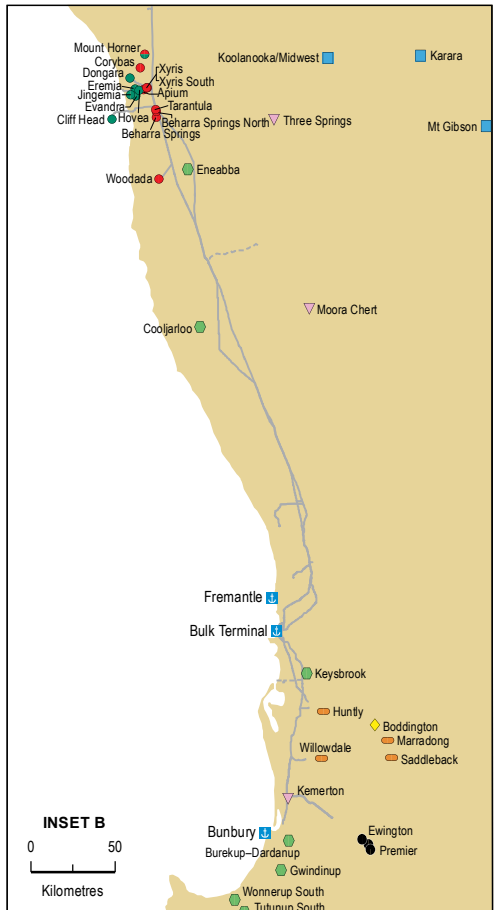 Mount Horner
Koolanooka/Midwest
Karara
Corybas
Xyris
Dongara
Xyris South
Eremia
Apium
Jingemia
Tarantula
Evandra
Cliff Head
Hovea
Beharra Springs North
Three Springs
Mt Gibson
Beharra Springs
Eneabba
Woodada
Moora Chert
Cooljarloo
Fremantle
Bulk Terminal
Keysbrook
Huntly
Boddington
Marradong
Willowdale
Saddleback
Kemerton
INSET B
Bunbury
Ewington
0 50
Burekup–Dardanup
Premier
Kilometres
Gwindinup
Wonnerup South
Tutunup South